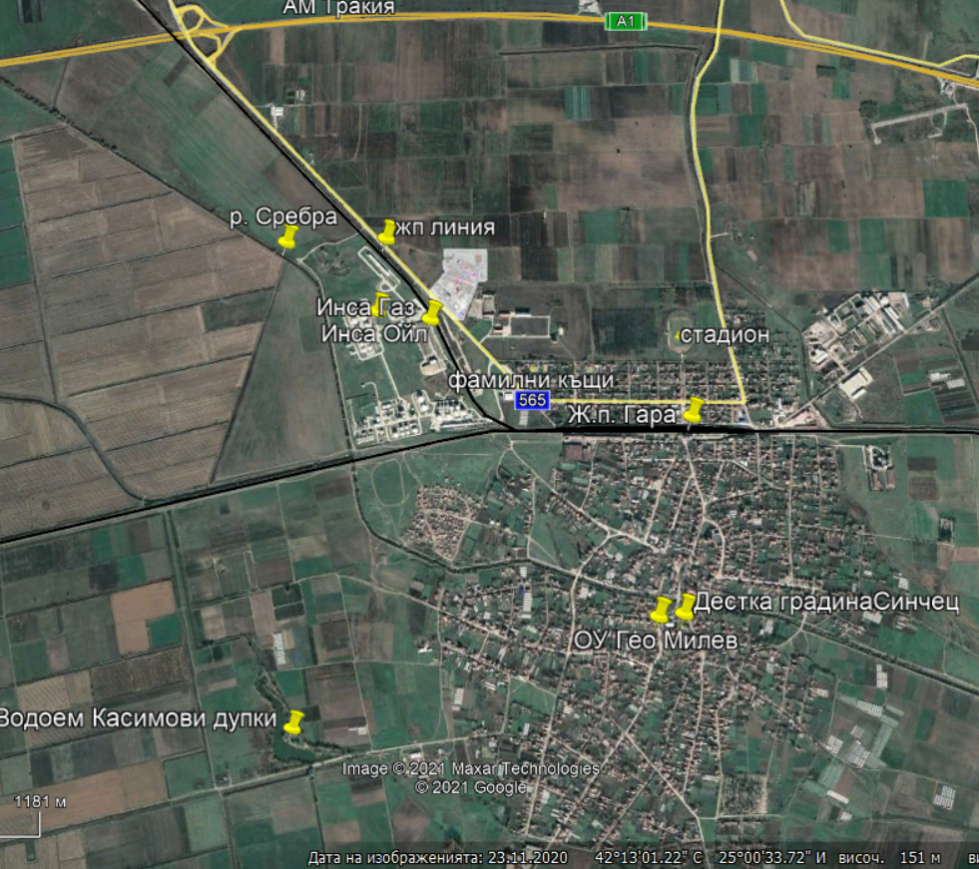 АМ Тракия
A1
р. Сребра
жп линия
Инса Газ
Инса Ойл
стадион
фамилни къщи
565
Ж.п. Гара
Дестка градинаСинчец
ОУ Гео Милев
Водоем Касимови дупки
Image © 2021 Maxar Technologies
© 2021 Google
1181 м
Дата на изображенията: 23.11.2020 42°13'01.22" С 25°00'33.72" И височ. 151 м